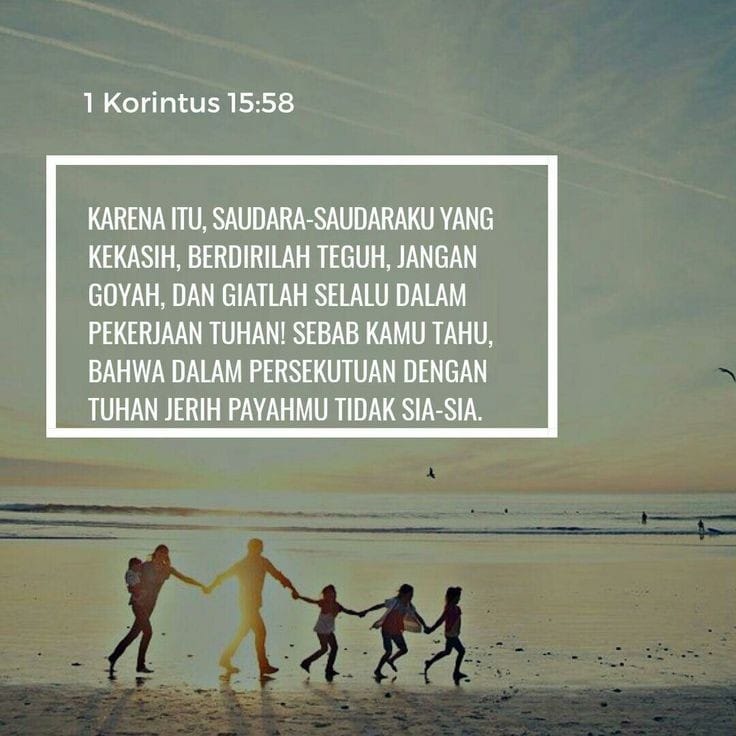 1 Korintus 15:58
KARENA ITU, SAUDARA-SAUDARAKU YANG
KEKASIH, BERDIRILAH TEGUH, JANGAN
GOYAH, DAN GIATLAH SELALU DALAM
PEKERJAAN TUHAN! SEBAB KAMU TAHU,
BAHWA DALAM PERSEKUTUAN DENGAN
TUHAN JERIH PAYAHMU TIDAK SIA-SIA.